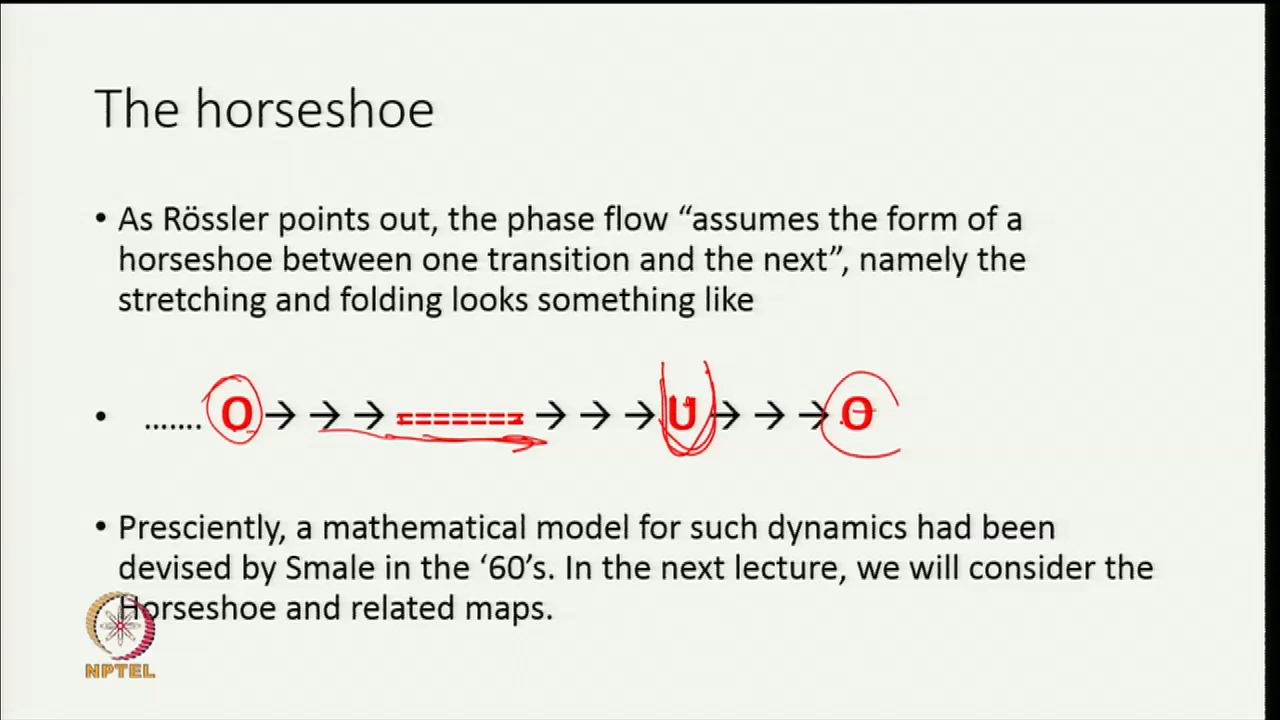 The horseshoe
• As Rössler points out, the phase flow “assumes the form of a
horseshoe between one transition and the next”, namely the
stretching and folding looks something like
• ....... O→ → → ======= → → → U → → → O
• Presciently, a mathematical model for such dynamics had been
devised by Smale in the ‘60’s. In the next lecture, we will consider the
Horseshoe and related maps.
NPTEL